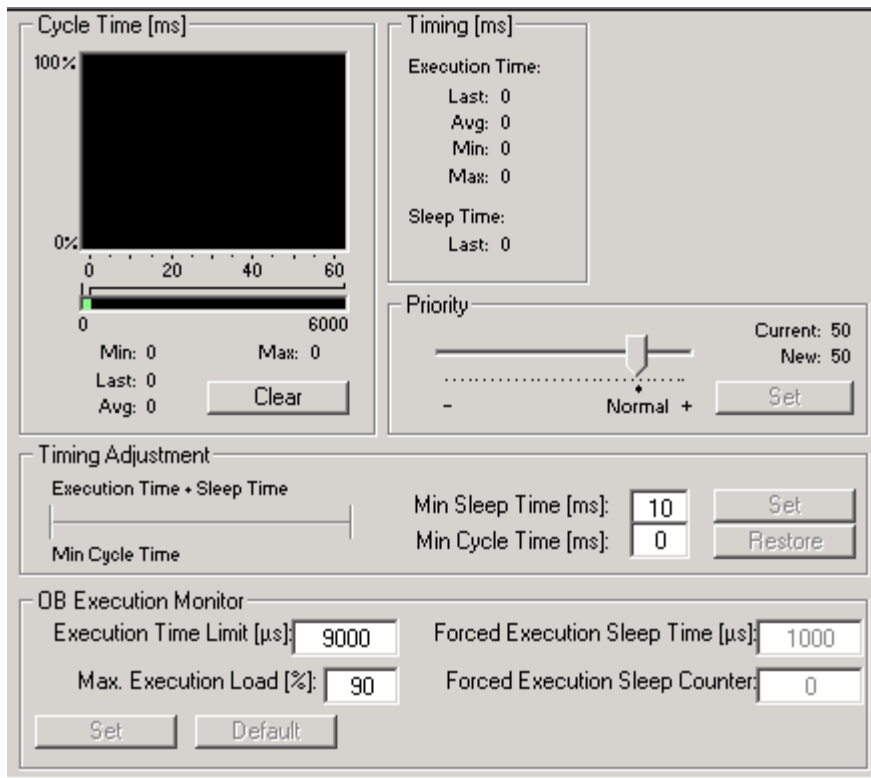 Cycle Time [ms]
100%
0%
0 20 40 60
0 6000
Min: 0 Max: 0
Last: 0
Avg: 0
Clear
Timing [ms]
Execution Time:
Last: 0
Avg: 0
Min: 0
Max: 0
Sleep Time:
Last: 0
Priority
Current: 50
New: 50
- Normal +
Set
Timing Adjustment
Execution Time + Sleep Time
Min Cycle Time
Min Sleep Time [ms]: 10 Set
Min Cycle Time [ms]: 0 Restore
OB Execution Monitor
Execution Time Limit [µs]: 9000 Forced Execution Sleep Time [µs]: 1000
Max. Execution Load [%]: 90 Forced Execution Sleep Counter: 0
Set Default